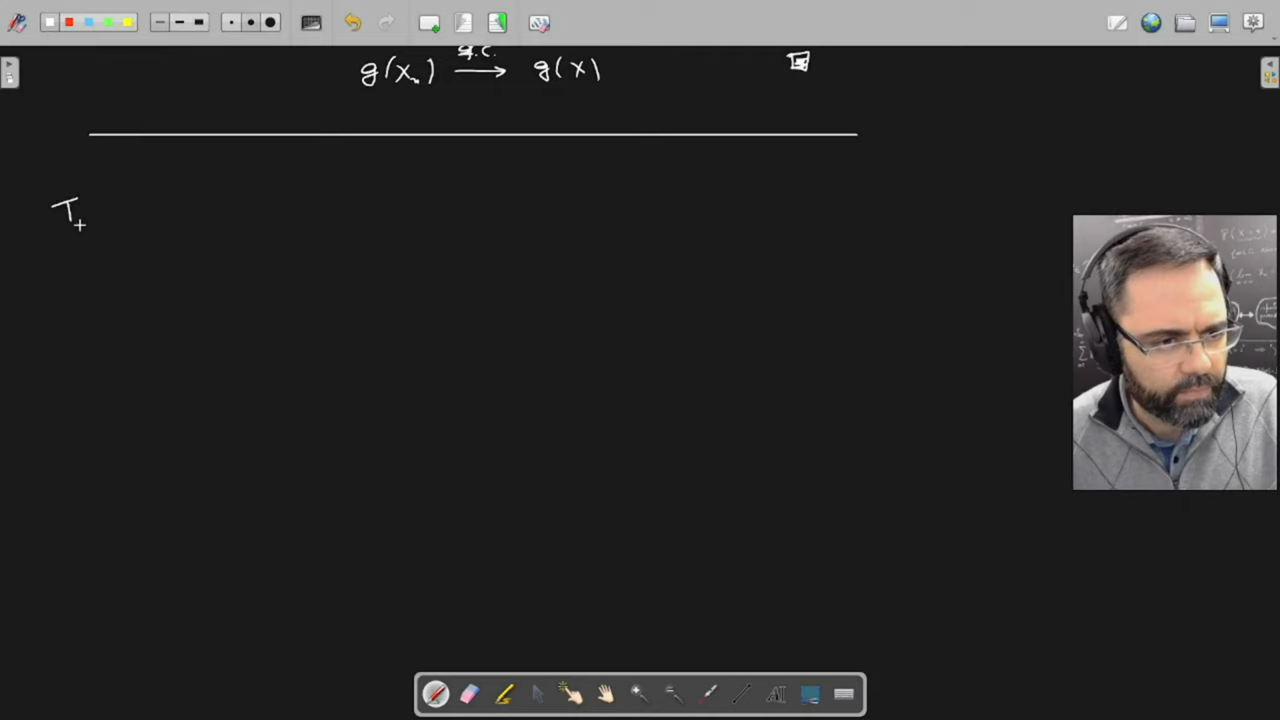 g(Xₙ) q.c. → g(X)
T